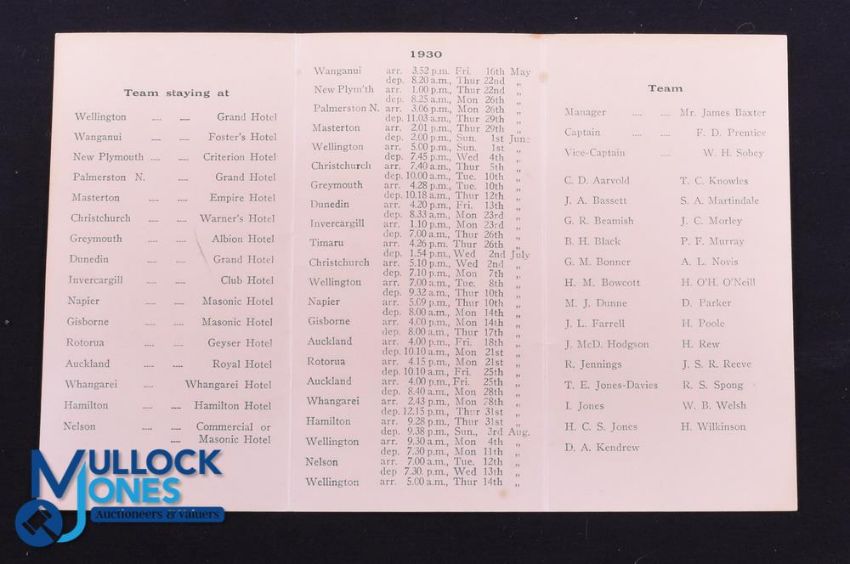 Team staying at
Wellington .... .... Grand Hotel
Wanganui .... .... Foster's Hotel
New Plymouth .... .... Criterion Hotel
Palmerston N. .... Grand Hotel
Masterton .... .... Empire Hotel
Christchurch .... .... Warner's Hotel
Greymouth .... .... Albion Hotel
Dunedin .... .... Grand Hotel
Invercargill .... .... Club Hotel
Napier .... .... Masonic Hotel
Gisborne .... .... Masonic Hotel
Rotorua .... .... Geyser Hotel
Auckland .... .... Royal Hotel
Whangarei .... Whangarei Hotel
Hamilton .... .... Hamilton Hotel
Nelson .... .... Commercial or
.... Masonic Hotel
1930
Wanganui arr. 3.52 p.m. Fri. 16th May
dep. 8.20 a.m., Thur 22nd "
New Plym'th arr. 1.00 p.m., Thur 22nd "
dep. 8.25 a.m., Mon 26th "
Palmerston N. arr. 3.06 p.m., Mon 26th "
dep. 11.03 a.m., Thur 29th "
Masterton arr. 2.01 p.m., Thur 29th "
dep. 2.00 p.m., Sun. 1st June
Wellington arr. 5.00 p.m., Sun. 1st "
dep. 7.45 p.m., Wed 4th "
Christchurch arr. 7.40 a.m., Thur 5th "
dep. 10.00 a.m., Tue. 10th "
Greymouth arr. 4.28 p.m., Tue. 10th "
dep. 10.18 a.m., Thur 12th "
Dunedin arr. 4.20 p.m., Fri. 13th "
dep. 8.33 a.m., Mon 23rd "
Invercargill arr. 1.10 p.m., Mon 23rd "
dep. 7.00 a.m., Thur 26th "
Timaru arr. 4.26 p.m. Thur 26th "
dep. 1.54 p.m., Wed 2nd July
Christchurch arr. 5.10 p.m., Wed 2nd "
dep. 7.10 p.m., Mon 7th "
Wellington arr. 7.00 a.m., Tue. 8th "
dep. 9.32 a.m., Thur 10th "
Napier arr. 5.09 p.m., Thur 10th "
dep. 8.00 a.m., Mon 14th "
Gisborne arr. 4.00 p.m., Mon 14th "
dep. 8.00 a.m., Thur 17th "
Auckland arr. 4.00 p.m., Fri. 18th "
dep. 10.10 a.m., Mon 21st "
Rotorua arr. 4.15 p.m., Mon 21st "
dep. 10.10 a.m., Fri. 25th "
Auckland arr. 4.00 p.m., Fri. 25th "
dep. 8.40 a.m., Mon 28th "
Whangarei arr. 2.43 p.m., Mon 28th "
dep. 12.15 p.m., Thur 31st "
Hamilton arr. 9.28 p.m., Thur 31st "
dep. 9.38 p.m., Sun., 3rd Aug.
Wellington arr. 9.30 a.m., Mon 4th "
dep. 7.30 p.m., Mon 11th "
Nelson arr. 7.00 a.m., Tue. 12th "
dep. 7.30. p.m., Wed 13th "
Wellington arr. 5.00 a.m., Thur 14th "
Team
Manager .... .... Mr. James Baxter
Captain .... .... F. D. Prentice
Vice-Captain .... W. H. Sobey
C. D. Aarvold T. C. Knowles
J. A. Bassett S. A. Martindale
G. R. Beamish J. C. Morley
B. H. Black P. F. Murray
G. M. Bonner A. L. Novis
H. M. Bowcott H. O'H. O'Neill
M. J. Dunne D. Parker
J. L. Farrell H. Poole
J. McD. Hodgson H. Rew
R. Jennings J. S. R. Reeve
T. E. Jones-Davies R. S. Spong
I. Jones W. B. Welsh
H. C. S. Jones H. Wilkinson
D. A. Kendrew
MULLOCK
JONES
Auctioneers & Valuers